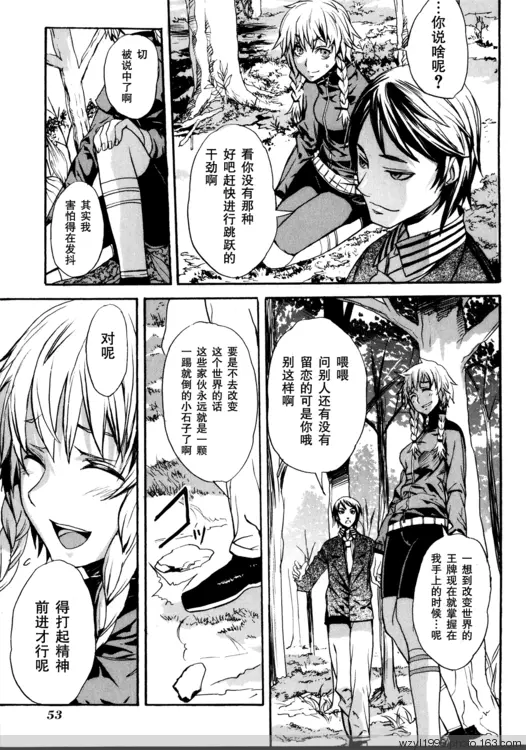 …你说啥呢？
看你没有那种
好吧赶快进行跳跃的
干劲啊
切
被说中了啊
其实我
害怕得在发抖
喂喂
问别人还有没有
留恋的可是你哦
别这样啊
一想到改变世界的
王牌现在就掌握在
我手上的时候…呢
要是不去改变
这个世界的话
这些家伙永远就是一颗
一踢就倒的小石子了啊
对呢
得打起精神
前进才行呢
53